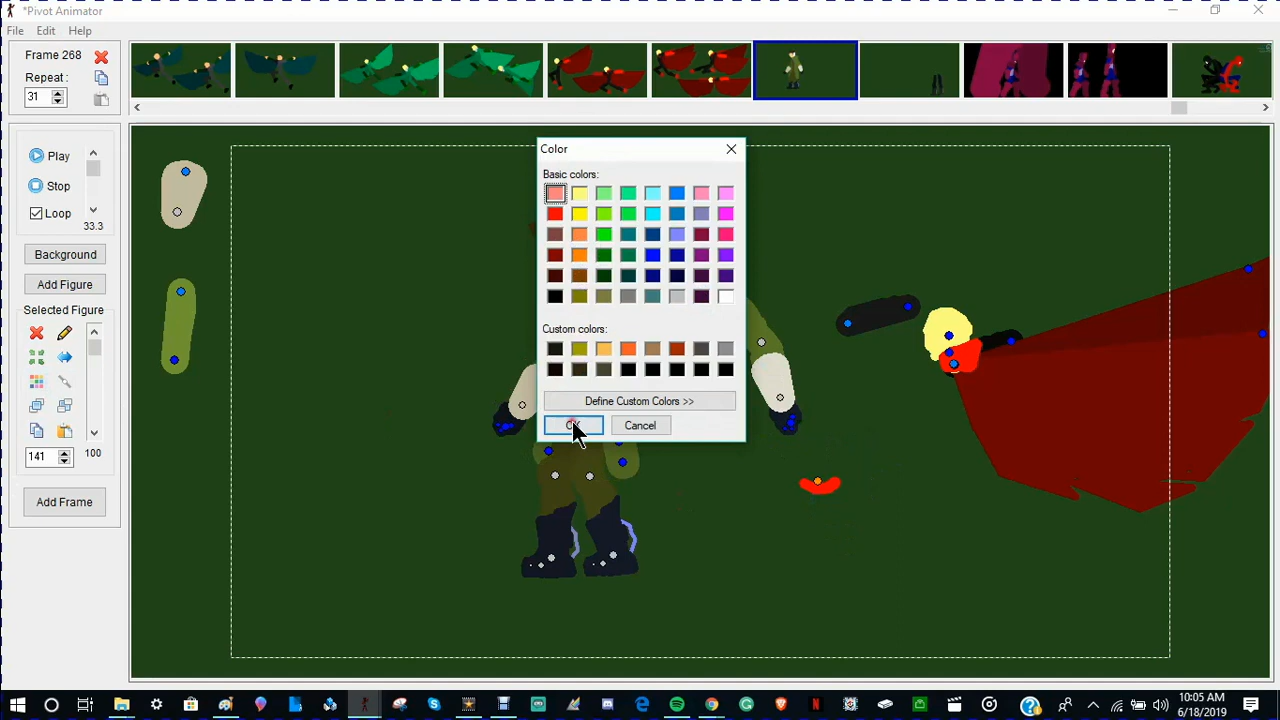 *Pivot Animator
File Edit Help
Frame 268
Repeat:
31
Play
Stop
Loop
33.3
Background
Add Figure
Selected Figure
141
100
Add Frame
Color
Basic colors:
Custom colors:
Define Custom Colors >>
Cancel
10:05 AM
6/18/2019